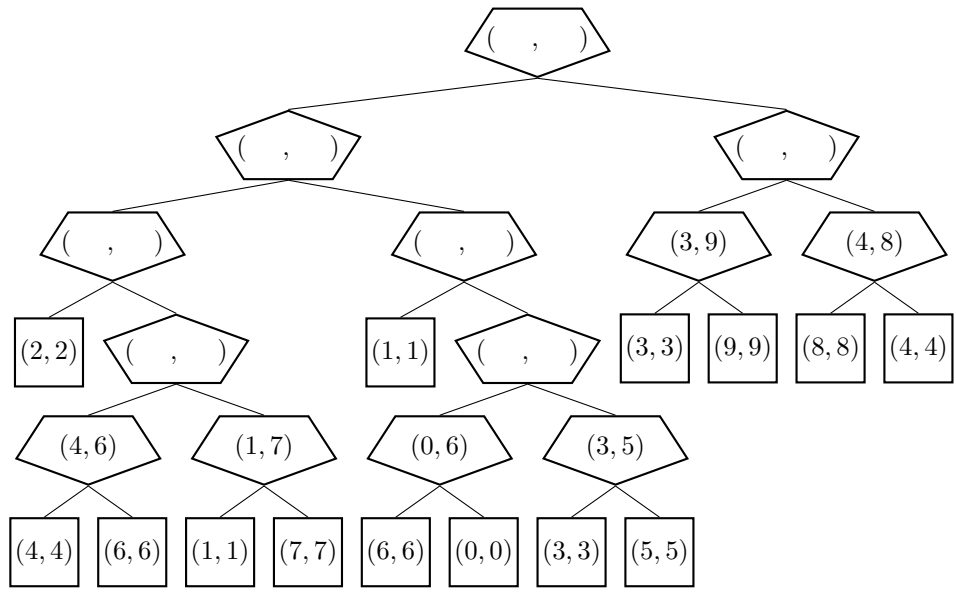 ( , )
( , ) ( , )
( , ) ( , ) (3, 9) (4, 8)
(2, 2) ( , ) (1, 1) ( , ) (3, 3) (9, 9) (8, 8) (4, 4)
(4, 6) (1, 7) (0, 6) (3, 5)
(4, 4) (6, 6) (1, 1) (7, 7) (6, 6) (0, 0) (3, 3) (5, 5)